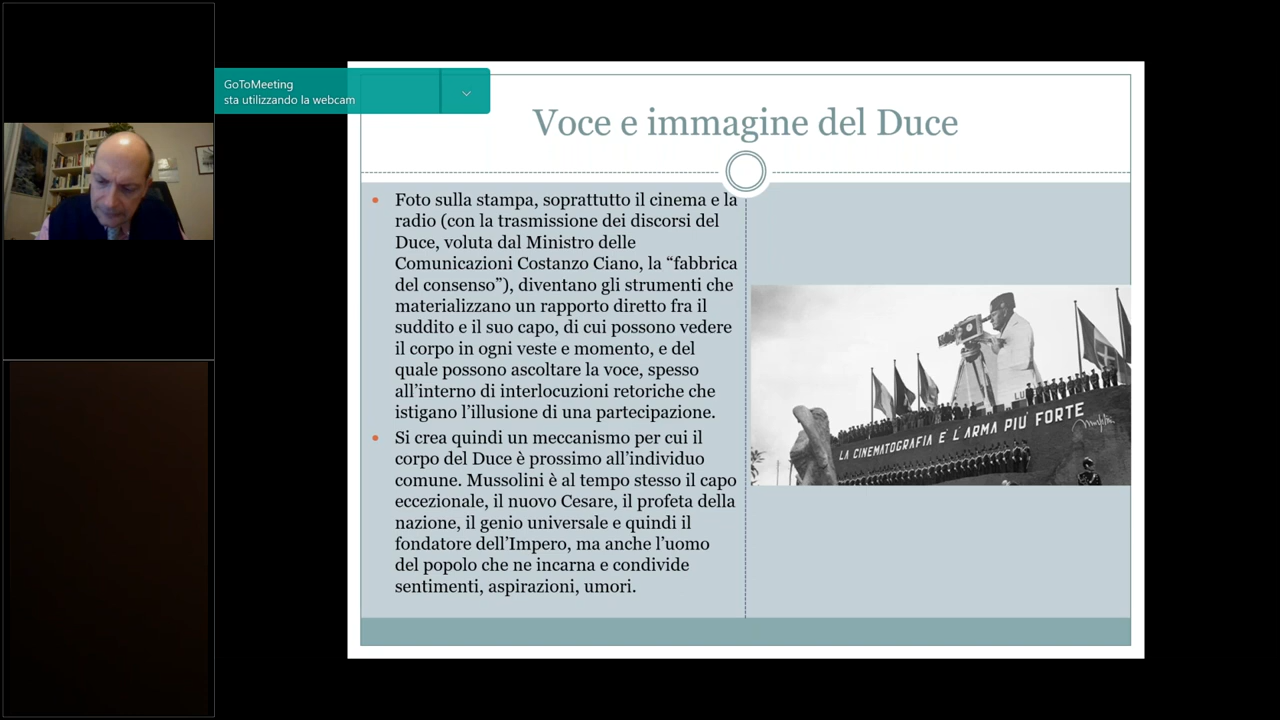 GoToMeeting
sta utilizzando la webcam
Voce e immagine del Duce
Foto sulla stampa, soprattutto il cinema e la
radio (con la trasmissione dei discorsi del
Duce, voluta dal Ministro delle
Comunicazioni Costanzo Ciano, la “fabbrica
del consenso”), diventano gli strumenti che
materializzano un rapporto diretto fra il
suddito e il suo capo, di cui possono vedere
il corpo in ogni veste e momento, e del
quale possono ascoltare la voce, spesso
all’interno di interlocuzioni retoriche che
istigano l’illusione di una partecipazione.
Si crea quindi un meccanismo per cui il
corpo del Duce è prossimo all’individuo
comune. Mussolini è al tempo stesso il capo
eccezionale, il nuovo Cesare, il profeta della
nazione, il genio universale e quindi il
fondatore dell’Impero, ma anche l’uomo
del popolo che ne incarna e condivide
sentimenti, aspirazioni, umori.
LA CINEMATOGRAFIA È L'ARMA PIÙ FORTE